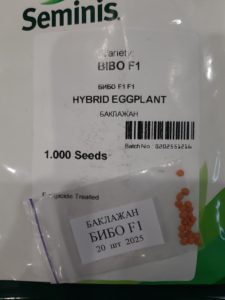 Seminis
Variety:
BIBO F1
БИБО F1 F1
HYBRID EGGPLANT
БАКЛАЖАН
Batch No:
1.000 Seeds
Fungicide Treated
БАКЛАЖАН
БИБО F1
20 шт 2025